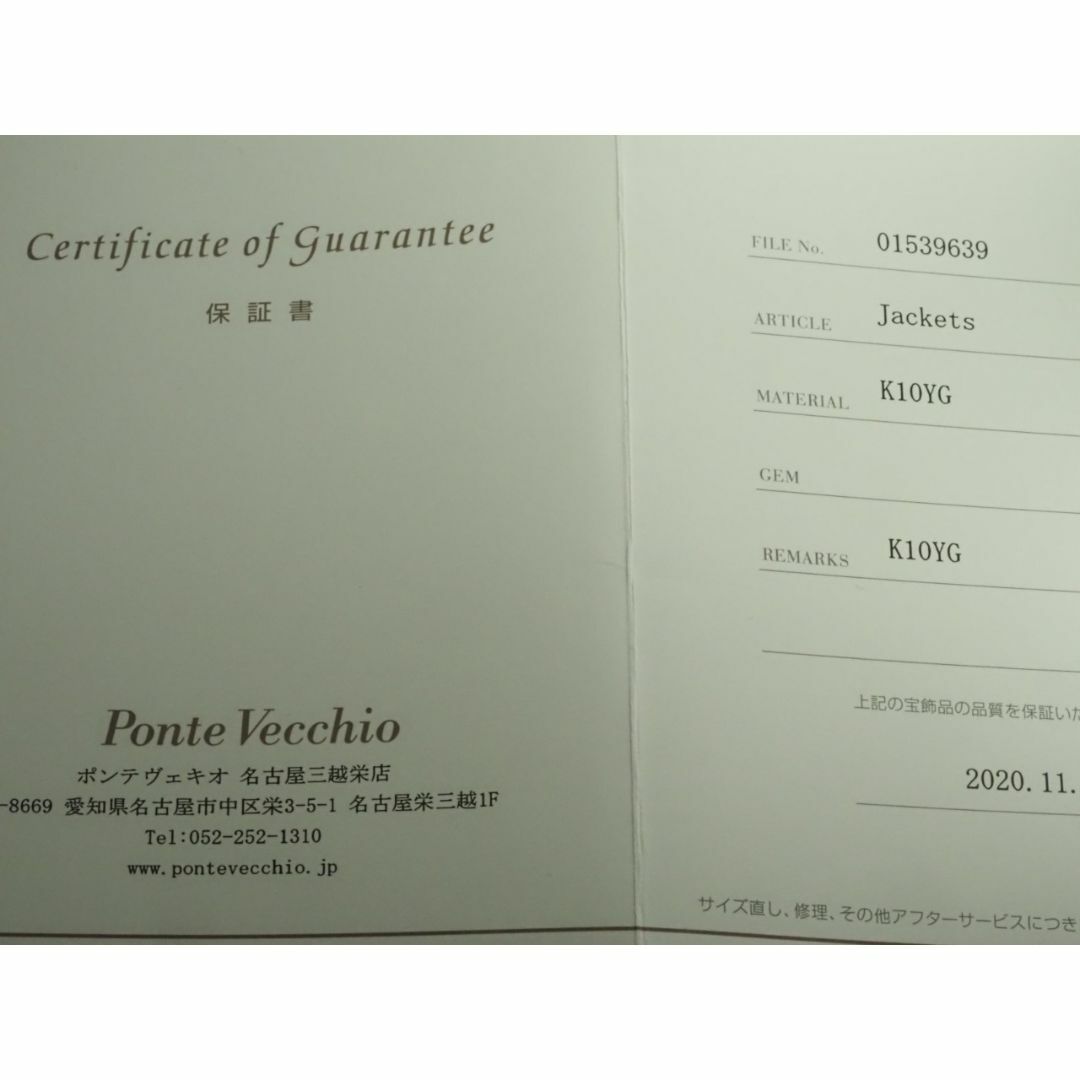 Certificate of Guarantee
保証書
Ponte Vecchio
ポンテヴェキオ 名古屋三越栄店
-8669 愛知県名古屋市中区栄3-5-1 名古屋栄三越1F
Tel:052-252-1310
www.pontevecchio.jp
FILE No. 01539639
ARTICLE Jackets
MATERIAL K10YG
GEM
REMARKS K10YG
上記の宝飾品の品質を保証いた
2020.11.
サイズ直し、修理、その他アフターサービスにつき